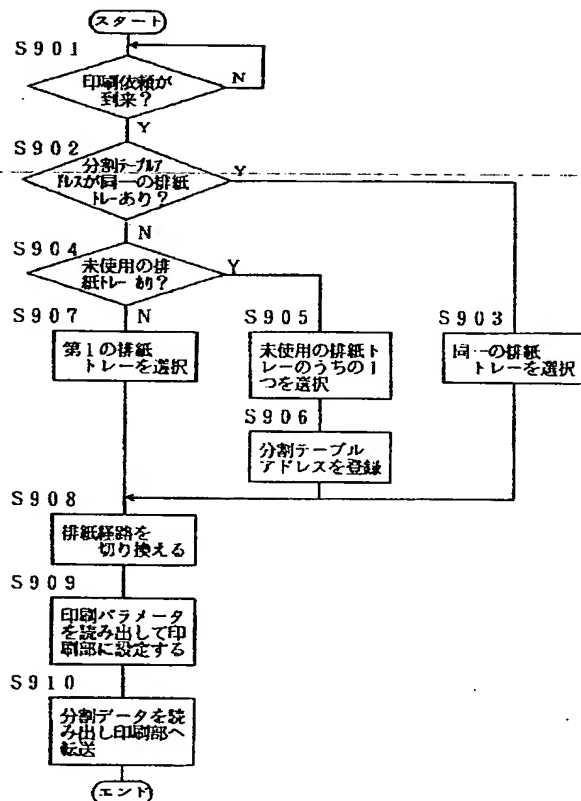 スタート
S901
印刷依頼が
到来?
N
Y
S902
分割テーブルア
ドレスが同一の排紙
トレーあり?
Y
N
S904
未使用の排
紙トレー あり?
Y
N
S907
第1の排紙
トレーを選択
S905
未使用の排紙ト
レーのうちの1
つを選択
S903
同一の排紙
トレーを選択
S906
分割テーブル
アドレスを登録
S908
排紙経路を
切り換える
S909
印刷パラメータ
を読み出して印
刷部に設定する
S910
分割データを読
み出し印刷部へ
転送
エンド